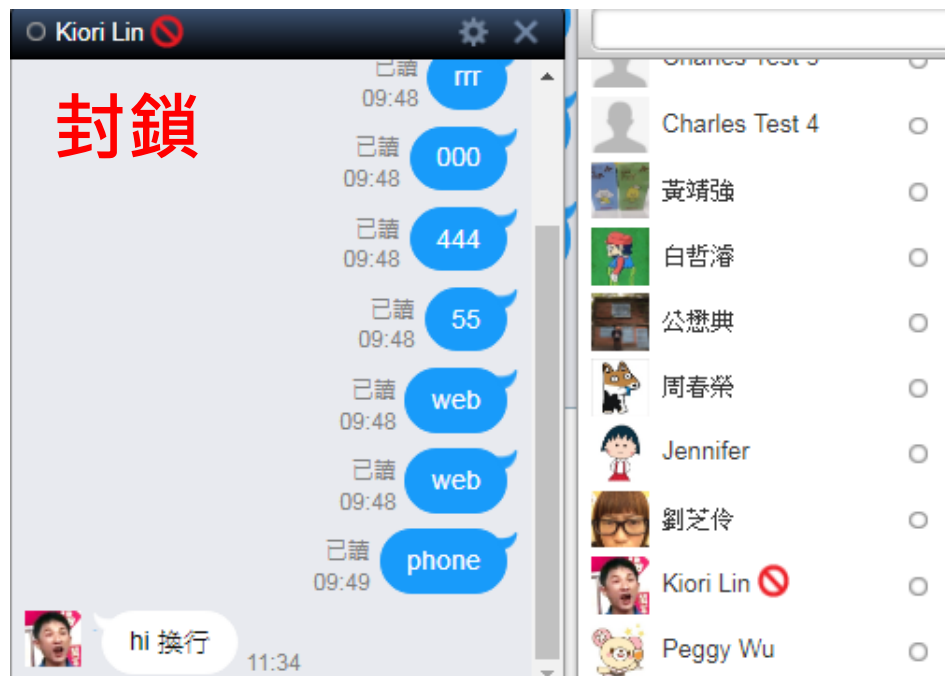 Kiori Lin
封鎖
已讀
09:48
rrr
已讀
09:48
000
已讀
09:48
444
已讀
09:48
55
已讀
09:48
web
已讀
09:48
web
已讀
09:49
phone
hi 換行
11:34
Charles Test 4
黃靖強
白哲濬
公懋典
周春榮
Jennifer
劉芝伶
Kiori Lin
Peggy Wu